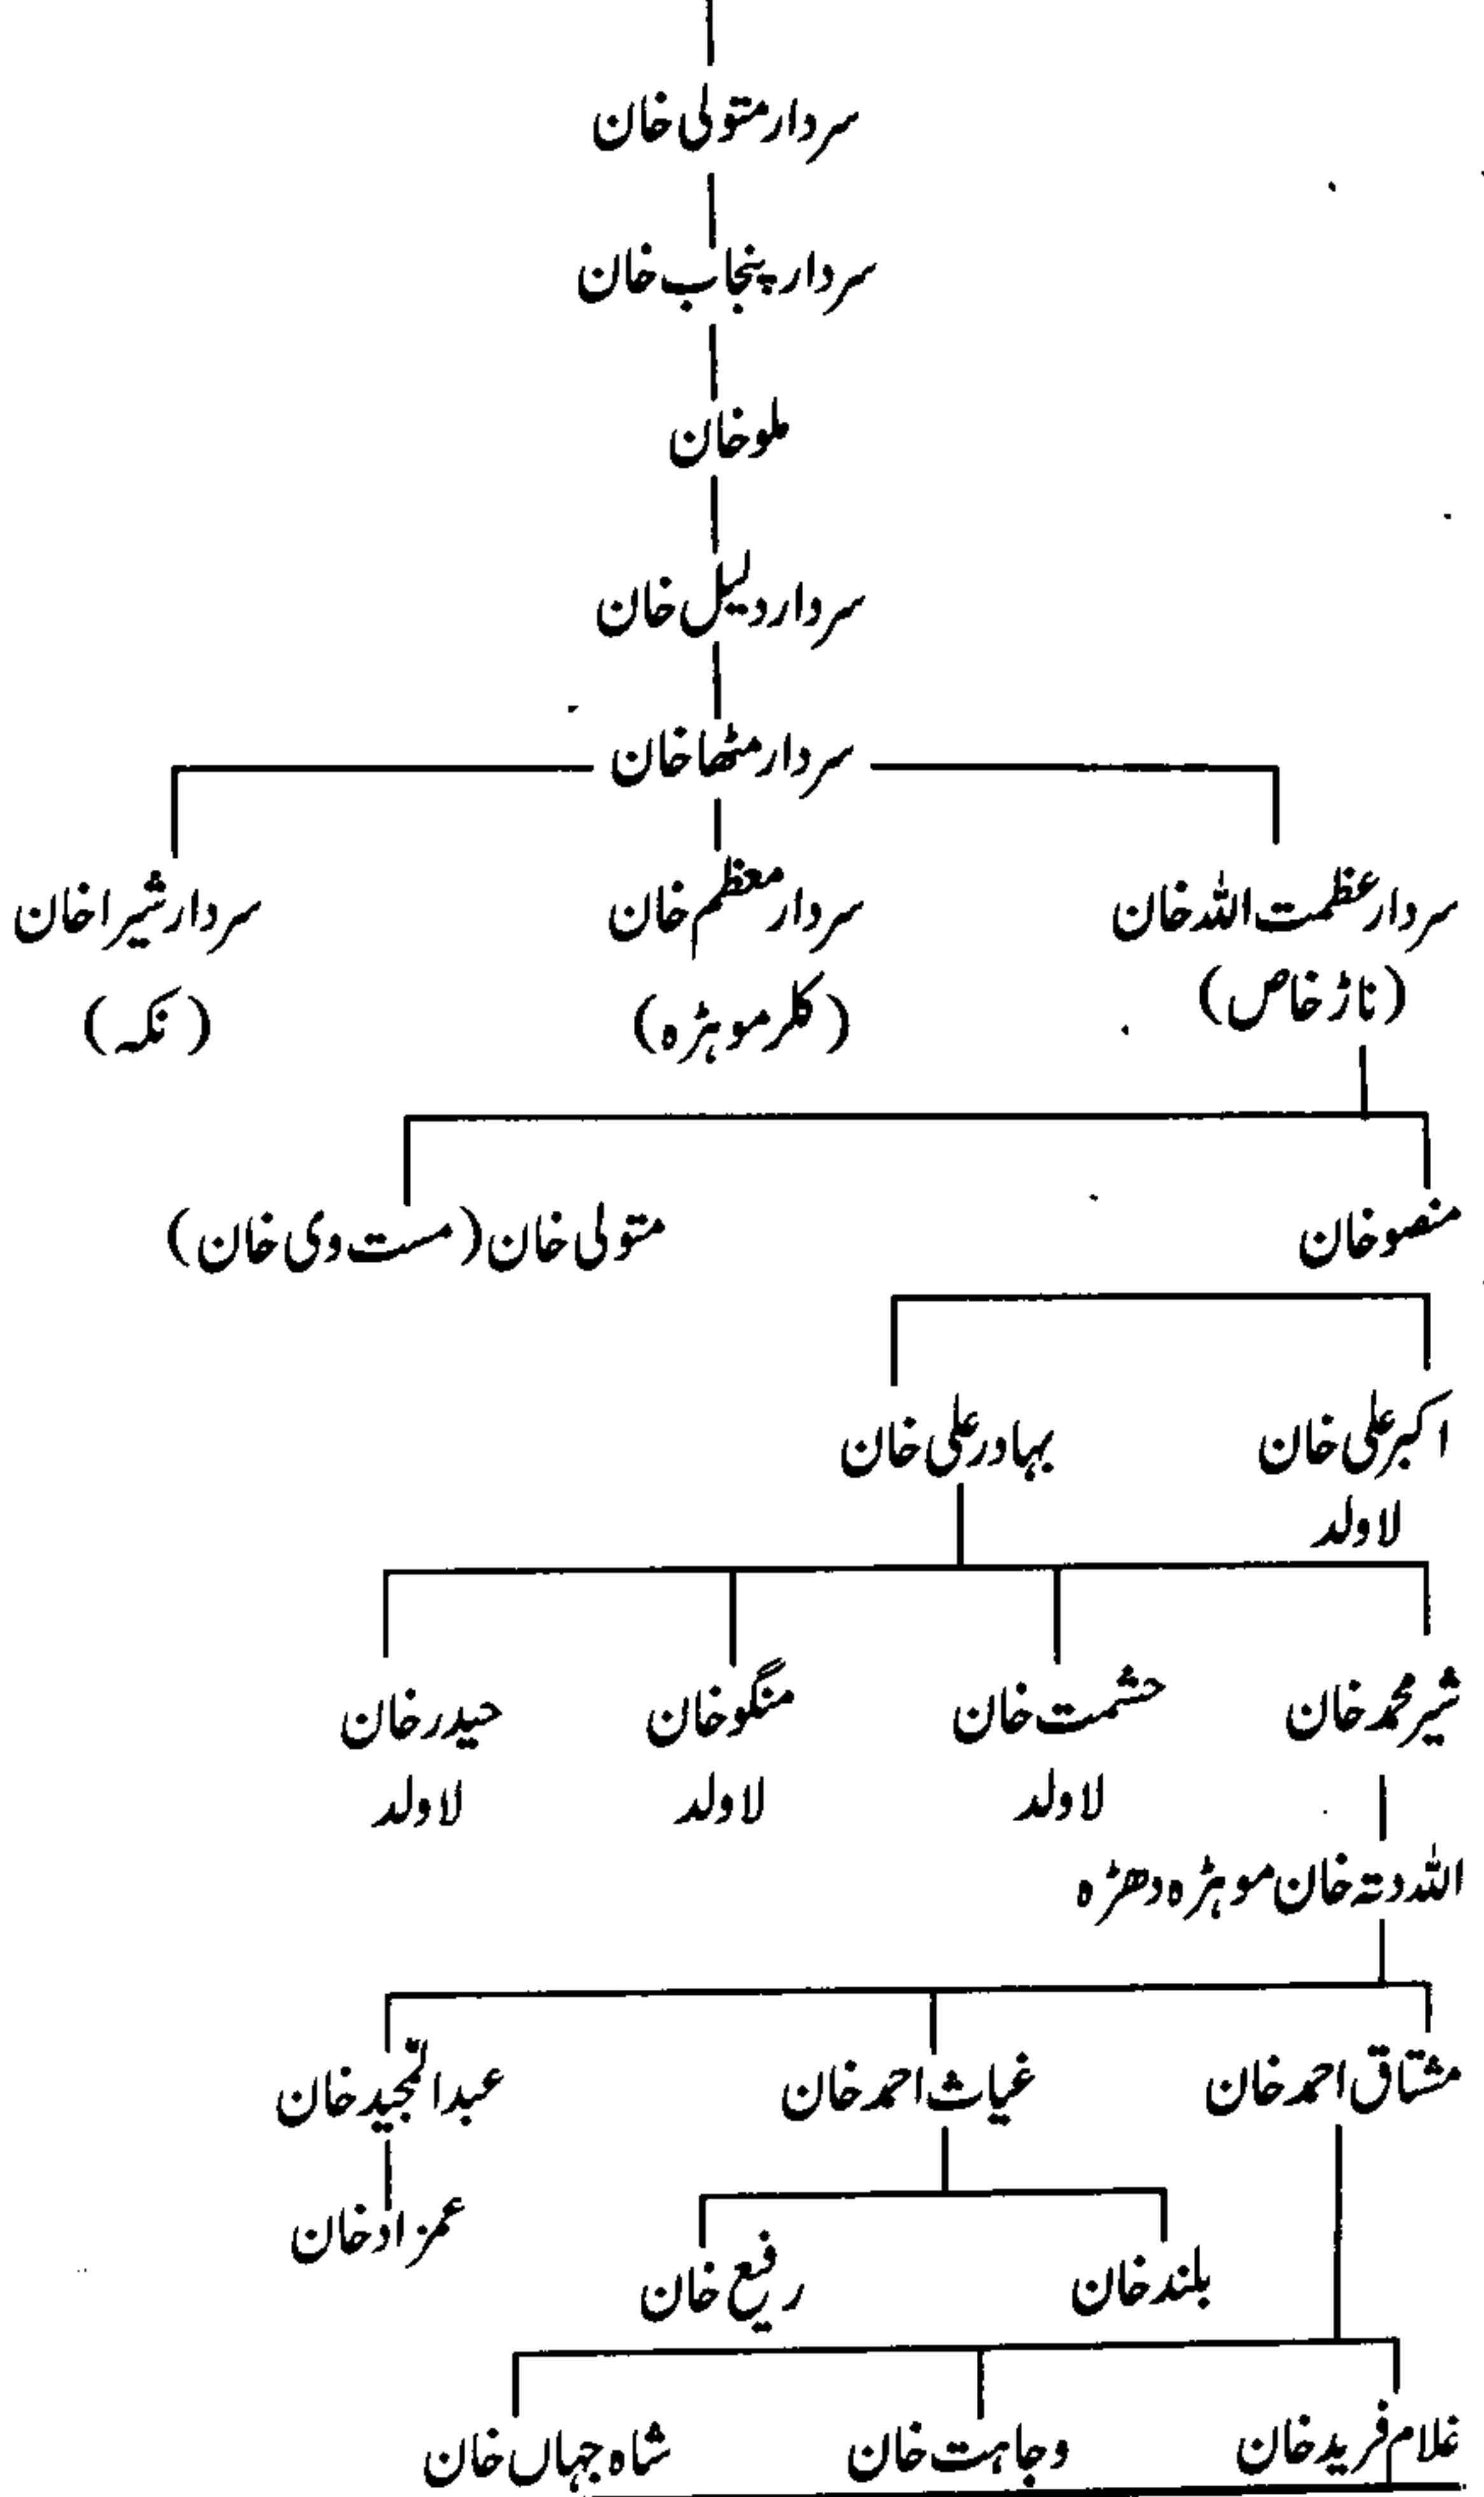 سردار متولی خان
سردار پنجاب خان
ملو خان
سردار دلیل خان
سردار مٹھا خان
سردار عظمت اللہ خان سردار معظم خان سردار شیرا خان
(ناڑ خاص) (کلر موہڑہ) (نکہ)
منصو خان متولی خان (مست دی خان)
اکبر علی خان بہادر علی خان
لاولد
شیر محمد خان حشمت خان منگو خان حیدر خان
لاولد لاولد لاولد
اللہ دتہ خان موہڑہ دھڑہ
مشتاق احمد خان غیاث احمد خان عبدالمجید خان
عمزاد خان
بلند خان رفیع خان
غلام فرید خان وجاہت خان شاہ جہاں خان